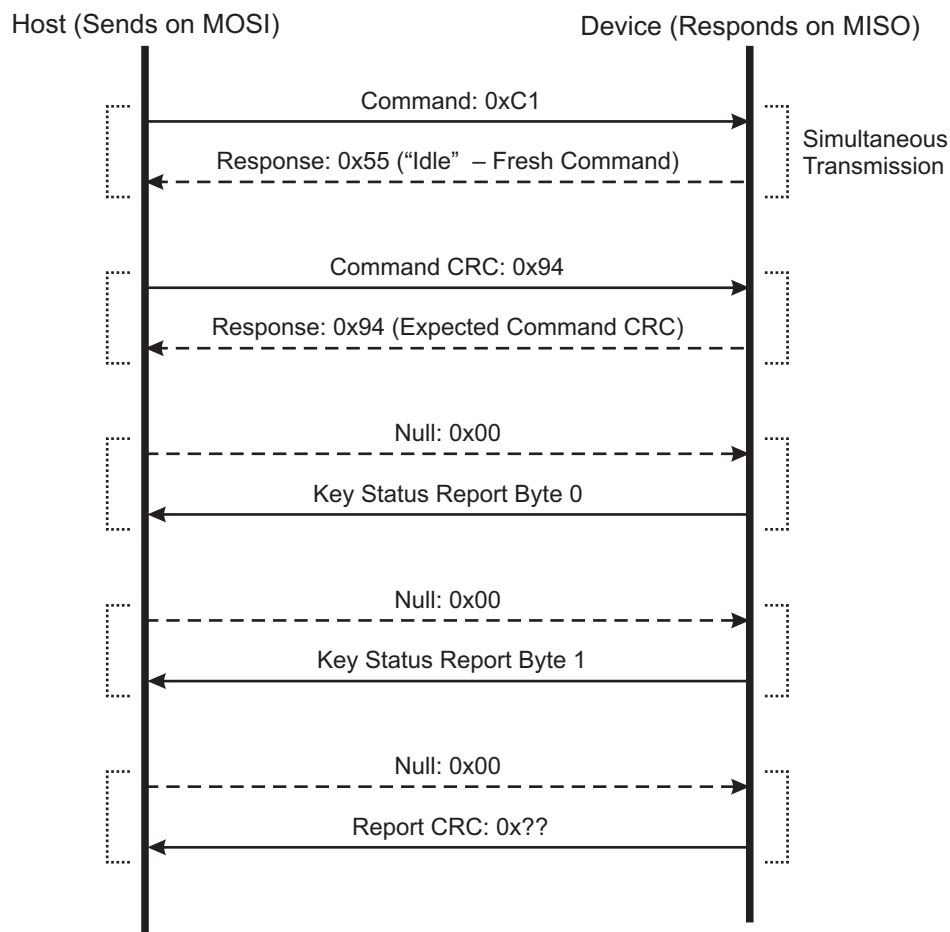 Host (Sends on MOSI)
Device (Responds on MISO)
Command: 0xC1
Response: 0x55 (“Idle” – Fresh Command)
Simultaneous
Transmission
Command CRC: 0x94
Response: 0x94 (Expected Command CRC)
Null: 0x00
Key Status Report Byte 0
Null: 0x00
Key Status Report Byte 1
Null: 0x00
Report CRC: 0x??